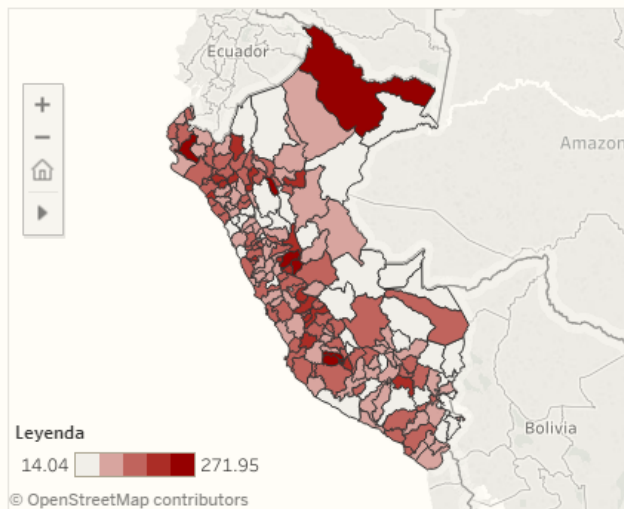 Ecuador
Amazon
Bolivia
Leyenda
14.04
271.95
© OpenStreetMap contributors